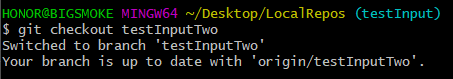 HONOR@BIGSMOKE MINGW64 ~/Desktop/LocalRepos (testInput)
$ git checkout testInputTwo
Switched to branch 'testInputTwo'
Your branch is up to date with 'origin/testInputTwo'.